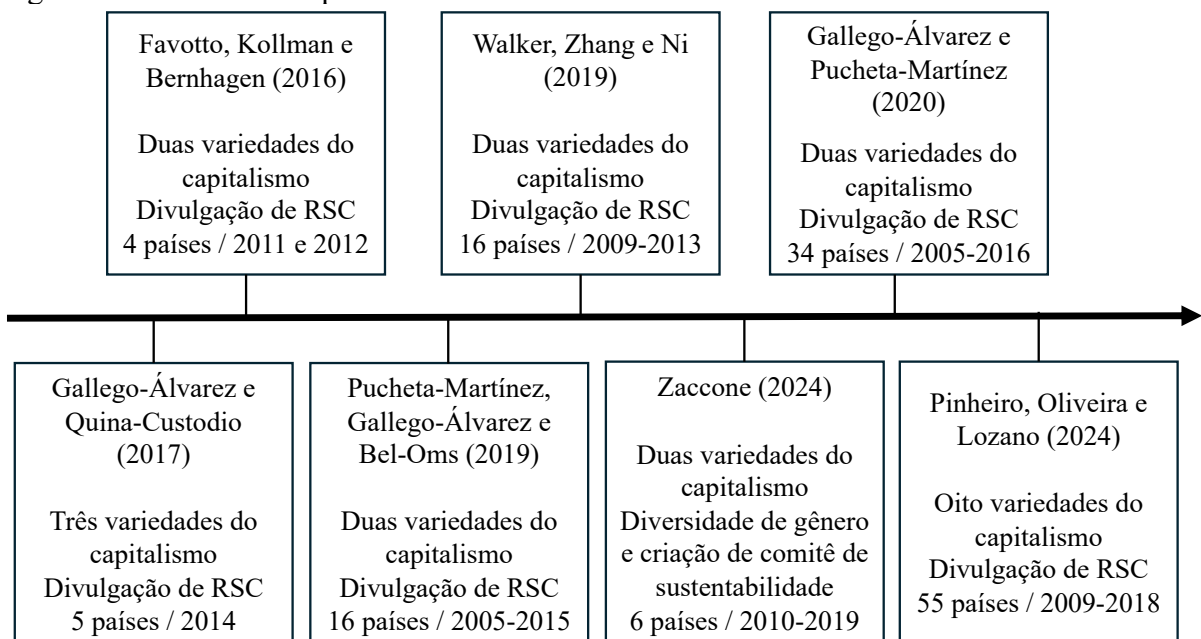 Favotto, Kollman e
Bernhagen (2016)
Duas variedades do
capitalismo
Divulgação de RSC
4 países / 2011 e 2012
Walker, Zhang e Ni
(2019)
Duas variedades do
capitalismo
Divulgação de RSC
16 países / 2009-2013
Gallego-Álvarez e
Pucheta-Martínez
(2020)
Duas variedades do
capitalismo
Divulgação de RSC
34 países / 2005-2016
Gallego-Álvarez e
Quina-Custodio
(2017)
Três variedades do
capitalismo
Divulgação de RSC
5 países / 2014
Pucheta-Martínez,
Gallego-Álvarez e
Bel-Oms (2019)
Duas variedades do
capitalismo
Divulgação de RSC
16 países / 2005-2015
Zaccone (2024)
Duas variedades do
capitalismo
Diversidade de gênero
e criação de comitê de
sustentabilidade
6 países / 2010-2019
Pinheiro, Oliveira e
Lozano (2024)
Oito variedades do
capitalismo
Divulgação de RSC
55 países / 2009-2018